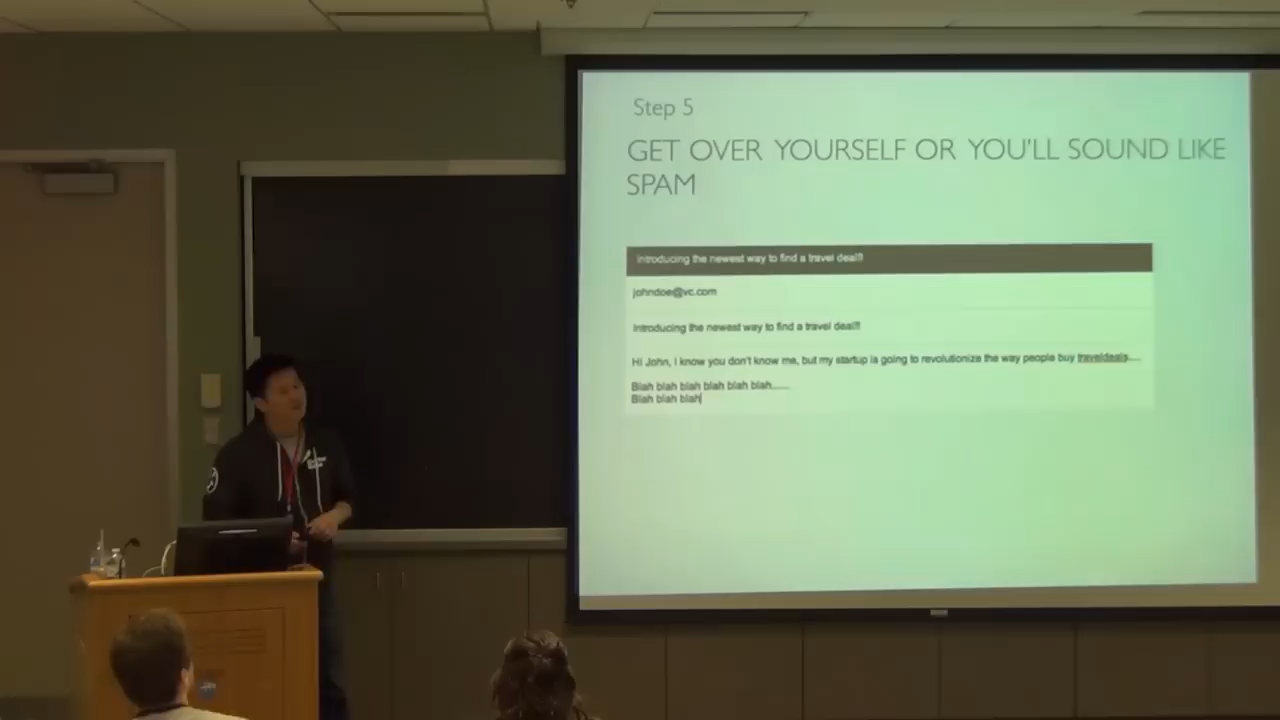 Step 5
GET OVER YOURSELF OR YOU'LL SOUND LIKE
SPAM
Introducing the newest way to find a travel deal!!
johndoe@vc.com
Introducing the newest way to find a travel deal!!
Hi John, I know you don't know me, but my startup is going to revolutionize the way people buy traveldeals....
Blah blah blah blah blah blah......
Blah blah blah